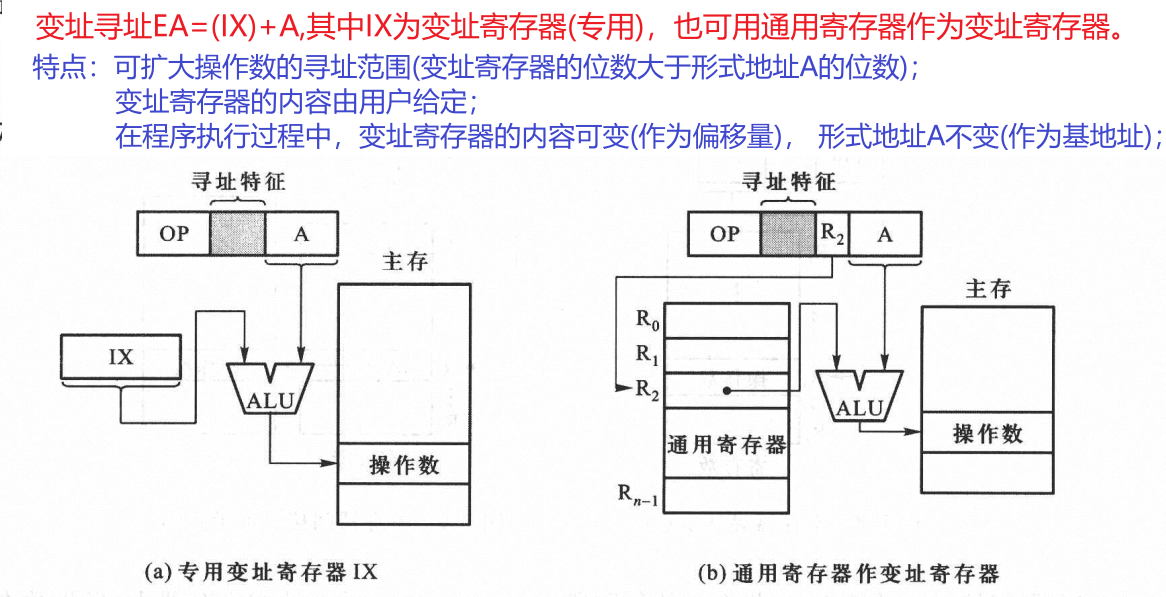 变址寻址EA=(IX)+A,其中IX为变址寄存器(专用)，也可用通用寄存器作为变址寄存器。
特点：可扩大操作数的寻址范围(变址寄存器的位数大于形式地址A的位数)；
变址寄存器的内容由用户给定；
在程序执行过程中，变址寄存器的内容可变(作为偏移量)， 形式地址A不变(作为基地址)；
寻址特征
OP
A
主存
IX
ALU
操作数
(a) 专用变址寄存器 IX
寻址特征
OP
R2
A
主存
R0
R1
R2
通用寄存器
Rn−1
ALU
操作数
(b) 通用寄存器作变址寄存器